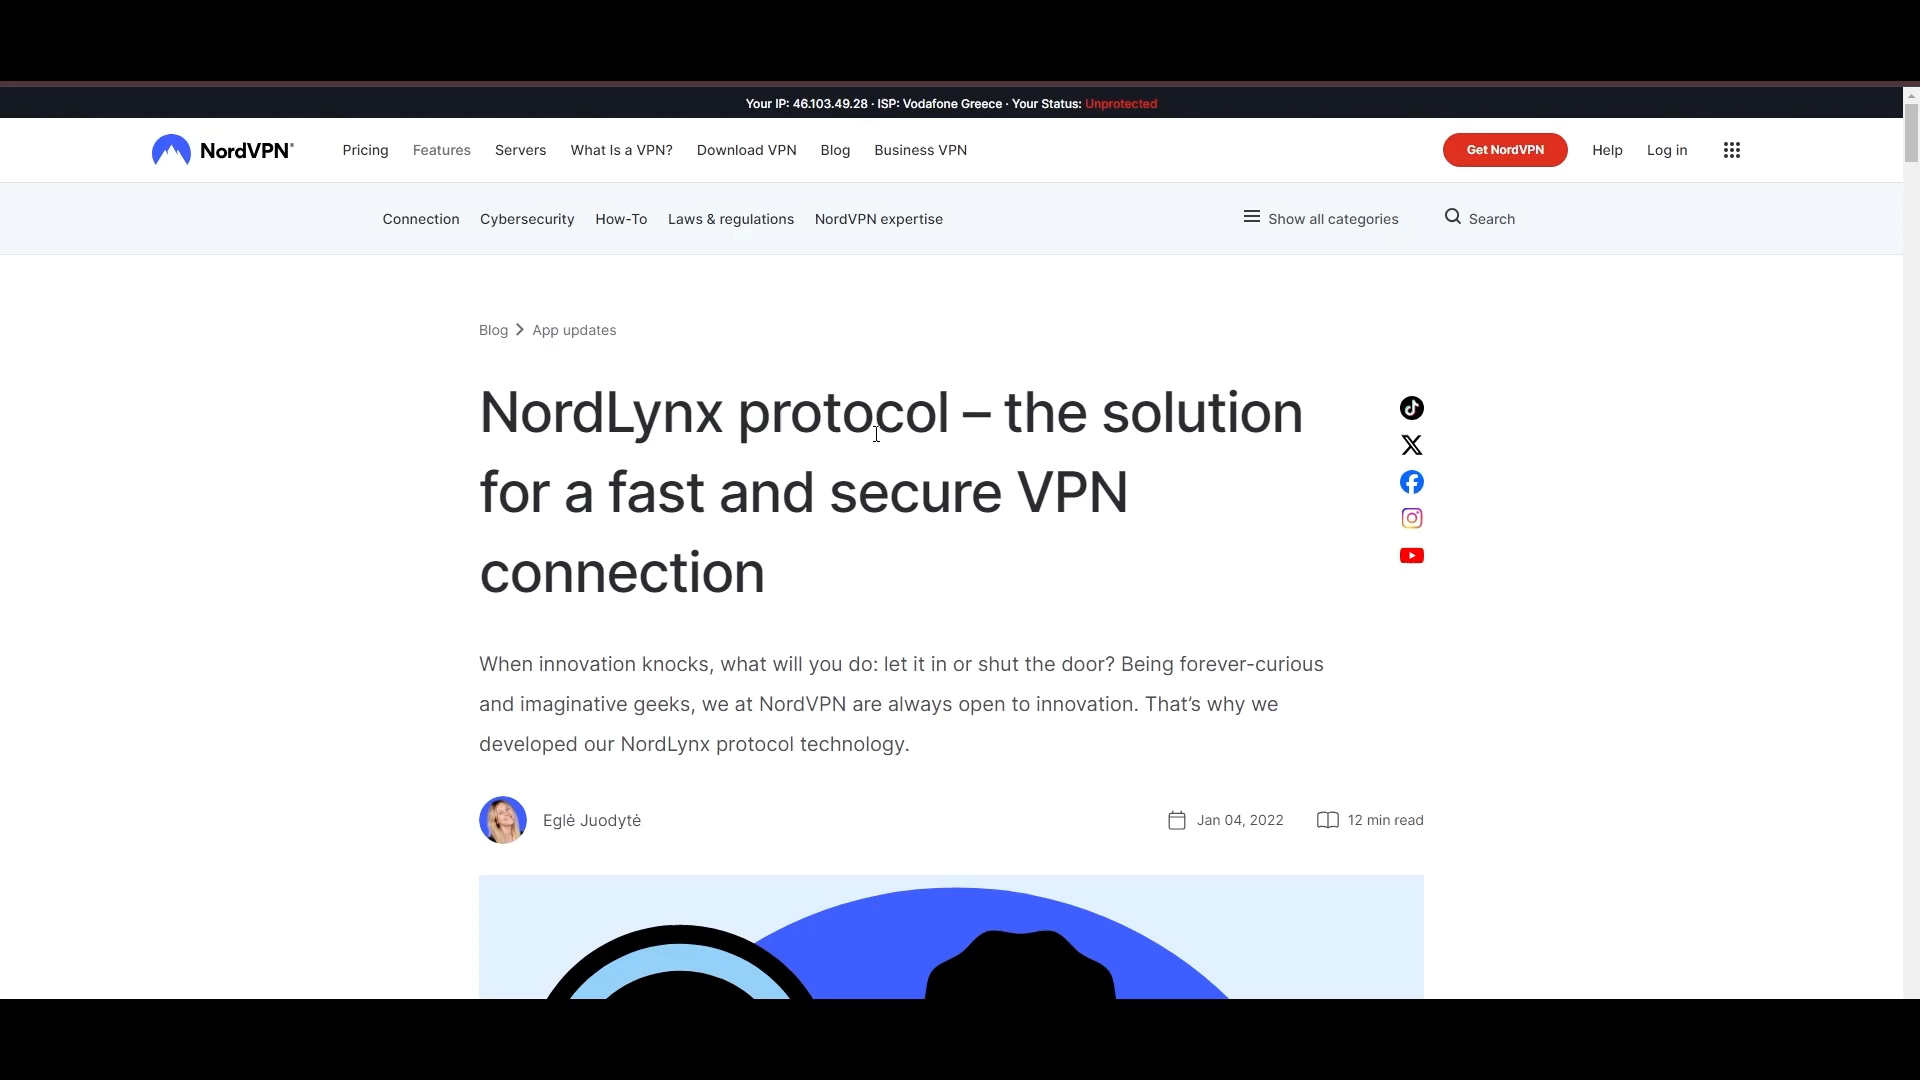 Your IP: 46.103.49.28 · ISP: Vodafone Greece · Your Status: Unprotected
NordVPN®
Pricing
Features
Servers
What Is a VPN?
Download VPN
Blog
Business VPN
Get NordVPN
Help
Log in
Connection
Cybersecurity
How-To
Laws & regulations
NordVPN expertise
Show all categories
Search
Blog
App updates
NordLynx protocol – the solution
for a fast and secure VPN
connection
When innovation knocks, what will you do: let it in or shut the door? Being forever-curious
and imaginative geeks, we at NordVPN are always open to innovation. That’s why we
developed our NordLynx protocol technology.
Eglė Juodytė
Jan 04, 2022
12 min read